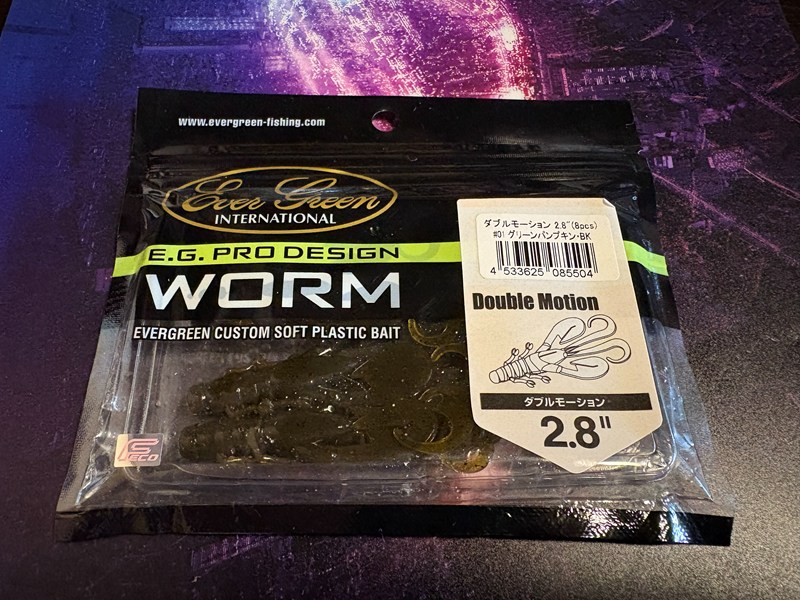 www.evergreen-fishing.com
Ever Green
INTERNATIONAL
E.G. PRO DESIGN
WORM
EVERGREEN CUSTOM SOFT PLASTIC BAIT
ダブルモーション 2.8"(8pcs)
#01 グリーンパンプキン・BK
4 533625 085504
Double Motion
ダブルモーション
2.8"
ECO